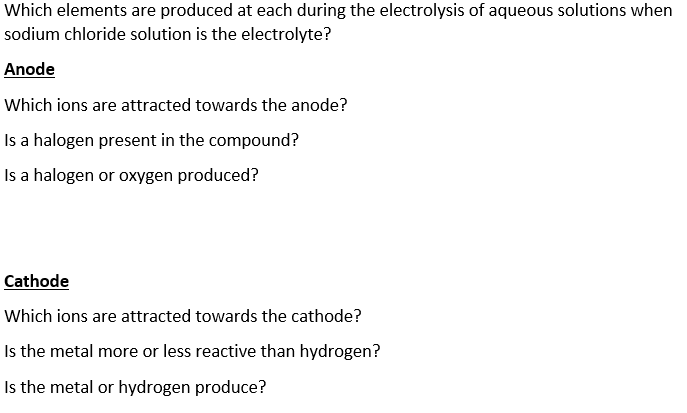 Which elements are produced at each during the electrolysis of aqueous solutions when
sodium chloride solution is the electrolyte?
Anode
Which ions are attracted towards the anode?
Is a halogen present in the compound?
Is a halogen or oxygen produced?
Cathode
Which ions are attracted towards the cathode?
Is the metal more or less reactive than hydrogen?
Is the metal or hydrogen produce?